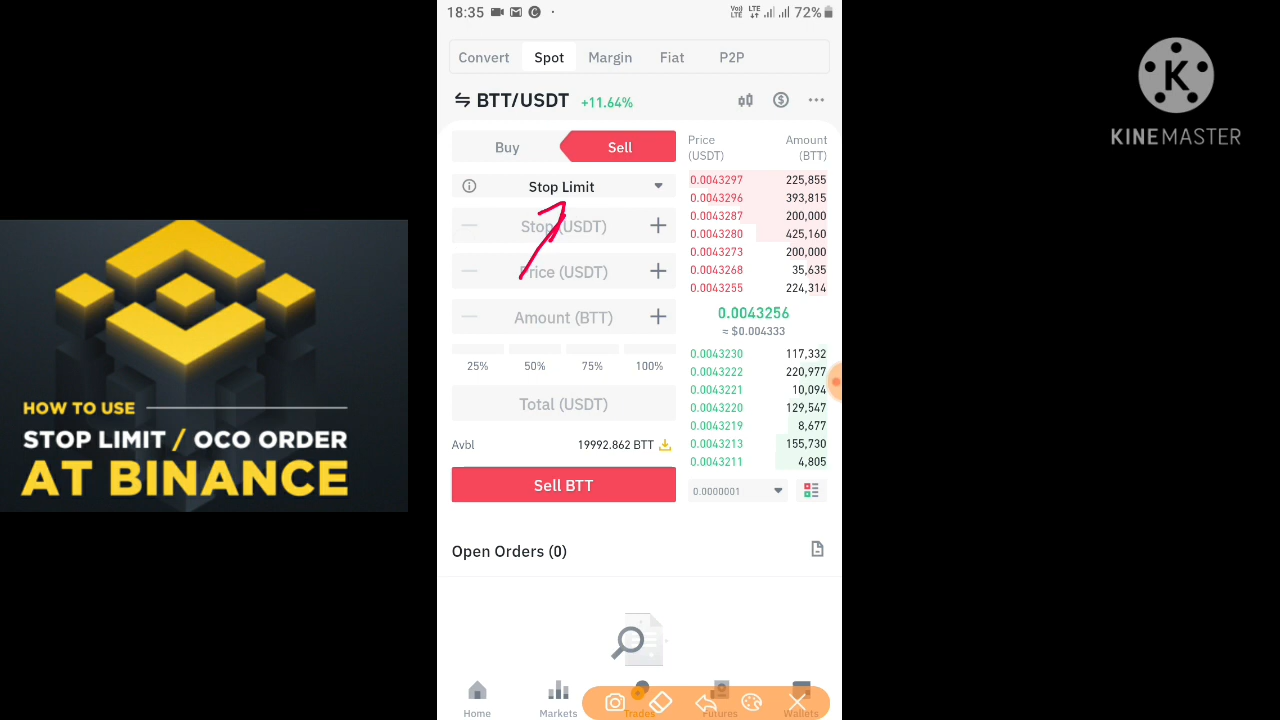 18:35
Vo) LTE LTE 72%
Convert Spot Margin Fiat P2P
BTT/USDT +11.64%
Buy Sell
Stop Limit
Stop (USDT)
Price (USDT)
Amount (BTT)
25% 50% 75% 100%
Total (USDT)
Avbl 19992.862 BTT
Sell BTT
Price (USDT) Amount (BTT)
0.0043297 225,855
0.0043296 393,815
0.0043287 200,000
0.0043280 425,160
0.0043273 200,000
0.0043268 35,635
0.0043255 224,314
0.0043256
≈ $0.004333
0.0043230 117,332
0.0043222 220,977
0.0043221 10,094
0.0043220 129,547
0.0043219 8,677
0.0043213 155,730
0.0043211 4,805
0.0000001
Open Orders (0)
Home Markets Trades Futures Wallets
HOW TO USE
STOP LIMIT / OCO ORDER
AT BINANCE
K
KINEMASTER